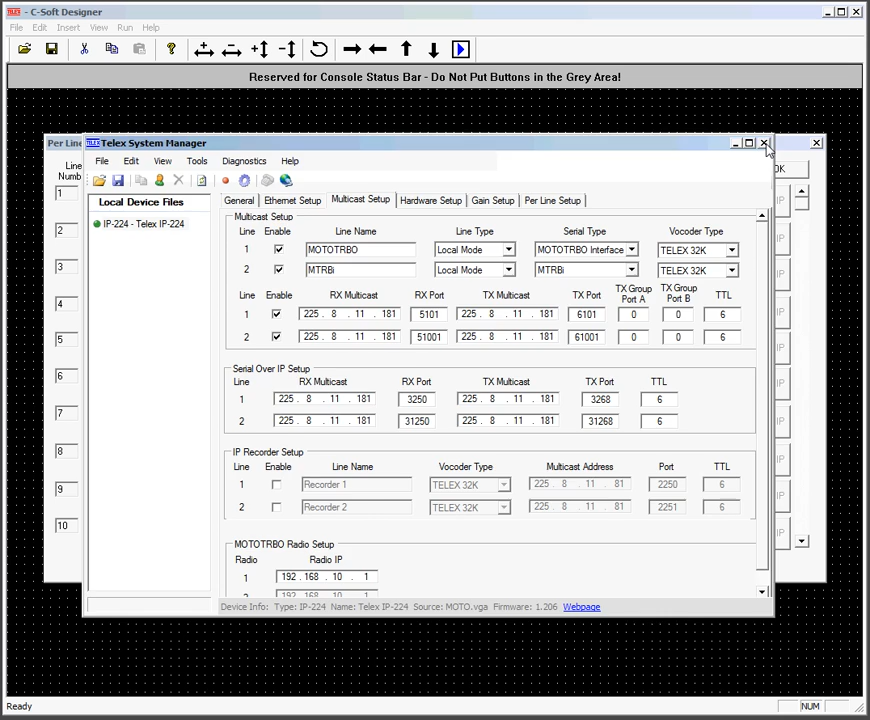 TELEX - C-Soft Designer
File Edit Insert View Run Help
Reserved for Console Status Bar - Do Not Put Buttons in the Grey Area!
Per Line
TELEX Telex System Manager
Line
Numb
File Edit View Tools Diagnostics Help
OK
Local Device Files
General Ethernet Setup Multicast Setup Hardware Setup Gain Setup Per Line Setup
IP-224 - Telex IP-224
Multicast Setup
Line Enable Line Name Line Type Serial Type Vocoder Type
1 MOTOTRBO Local Mode MOTOTRBO Interface TELEX 32K
2 MTRBi Local Mode MTRBi TELEX 32K
Line Enable RX Multicast RX Port TX Multicast TX Port TX Group Port A TX Group Port B TTL
1 225 . 8 . 11 . 181 5101 225 . 8 . 11 . 181 6101 0 0 6
2 225 . 8 . 11 . 181 51001 225 . 8 . 11 . 181 61001 0 0 6
Serial Over IP Setup
Line RX Multicast RX Port TX Multicast TX Port TTL
1 225 . 8 . 11 . 181 3250 225 . 8 . 11 . 181 3268 6
2 225 . 8 . 11 . 181 31250 225 . 8 . 11 . 181 31268 6
IP Recorder Setup
Line Enable Line Name Vocoder Type Multicast Address Port TTL
1 Recorder 1 TELEX 32K 225 . 8 . 11 . 81 2250 6
2 Recorder 2 TELEX 32K 225 . 8 . 11 . 81 2251 6
MOTOTRBO Radio Setup
Radio Radio IP
1 192 . 168 . 10 . 1
2 192 . 168 . 10 . 1
Device Info: Type: IP-224 Name: Telex IP-224 Source: MOTO.vga Firmware: 1.206 Webpage
1
2
3
4
5
6
7
8
9
10
IP
IP
IP
IP
IP
IP
IP
IP
IP
IP
Ready NUM